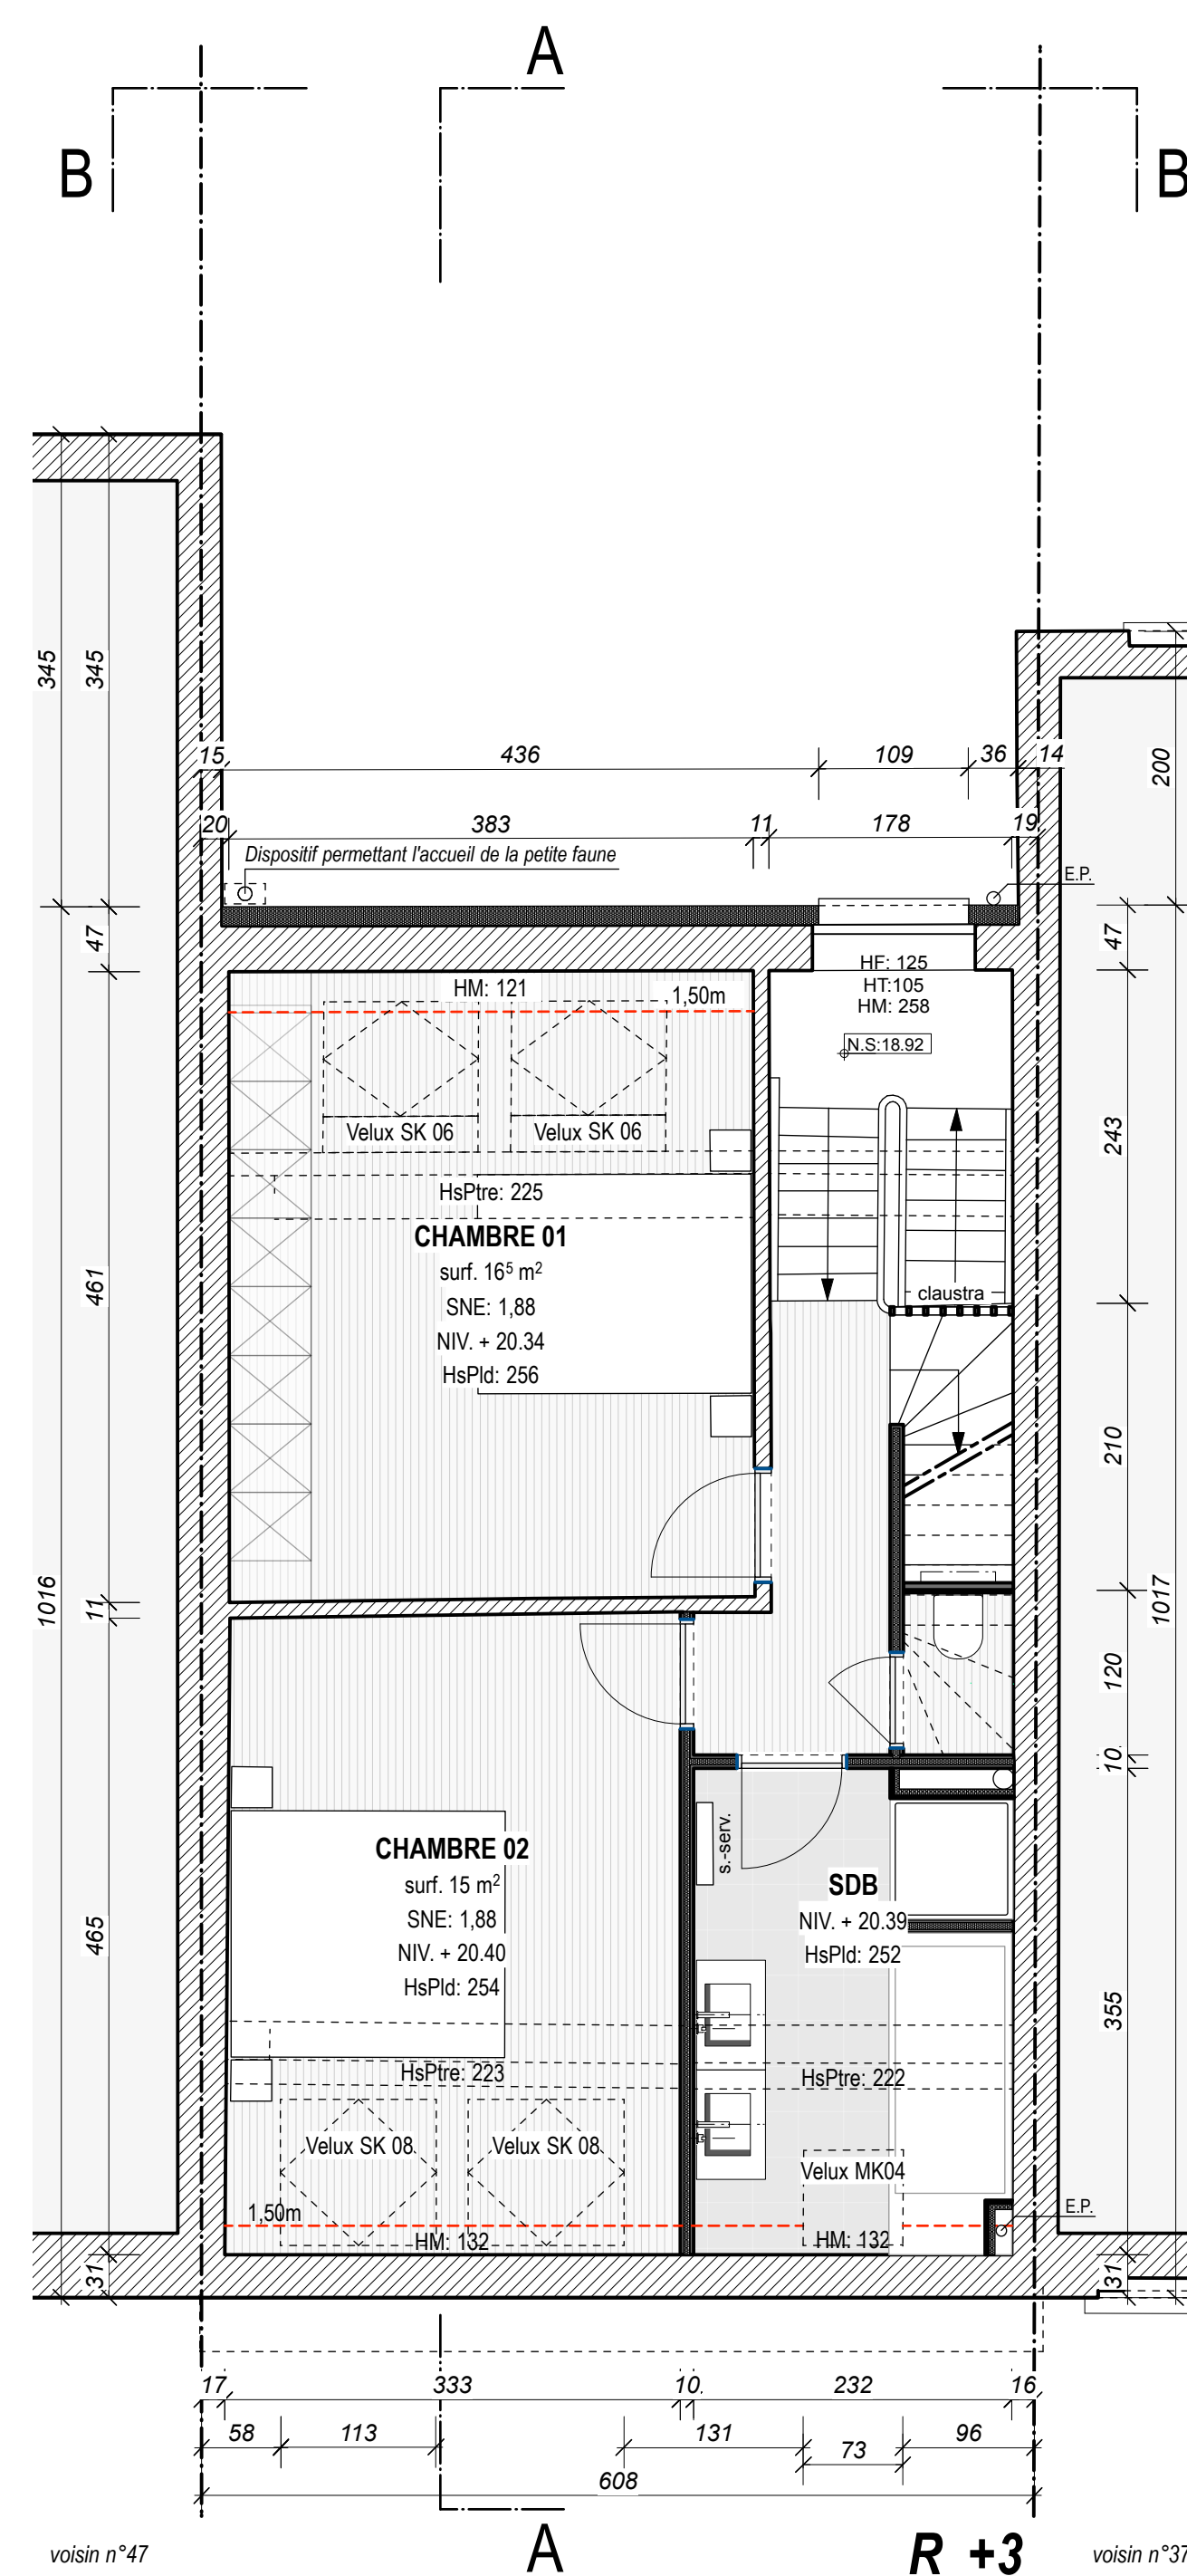 A
B
B
345
345
200
15
436
109
36
14
20
383
11
178
19
Dispositif permettant l'accueil de la petite faune
E.P.
47
47
HF: 125
HT:105
HM: 258
N.S:18.92
HM: 121
1,50m
Velux SK 06
Velux SK 06
243
HsPtre: 225
CHAMBRE 01
surf. 16⁵ m²
SNE: 1,88
NIV. + 20.34
HsPld: 256
461
claustra
210
1016
11
1017
120
10.
CHAMBRE 02
surf. 15 m²
SNE: 1,88
NIV. + 20.40
HsPld: 254
s.-serv.
SDB
NIV. + 20.39
HsPld: 252
465
355
HsPtre: 223
HsPtre: 222
Velux SK 08
Velux SK 08
Velux MK04
1,50m
HM: 132
HM: 132
E.P.
31
31
17
333
10.
232
16
58
113
131
73
96
608
A
voisin n°47
R +3
voisin n°37